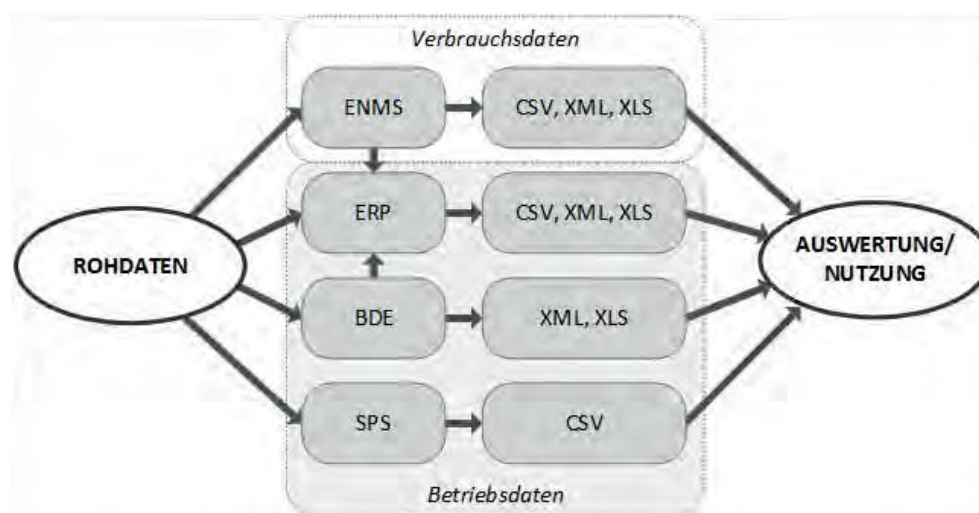 Verbrauchsdaten
ENMS
CSV, XML, XLS
ERP
CSV, XML, XLS
ROHDATEN
AUSWERTUNG/
NUTZUNG
BDE
XML, XLS
SPS
CSV
Betriebsdaten